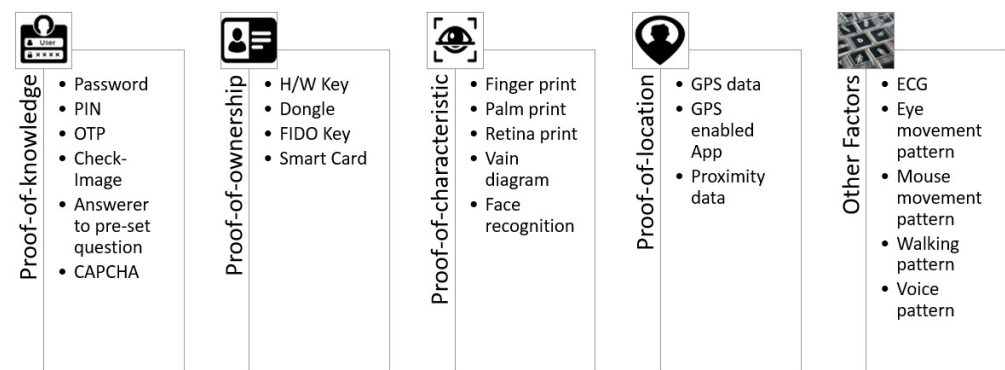 User
xxxx
Proof-of-knowledge
• Password
• PIN
• OTP
• Check-
Image
• Answerer
to pre-set
question
• CAPCHA
Proof-of-ownership
• H/W Key
• Dongle
• FIDO Key
• Smart Card
Proof-of-characteristic
• Finger print
• Palm print
• Retina print
• Vain
diagram
• Face
recognition
Proof-of-location
• GPS data
• GPS
enabled
App
• Proximity
data
Other Factors
• ECG
• Eye
movement
pattern
• Mouse
movement
pattern
• Walking
pattern
• Voice
pattern